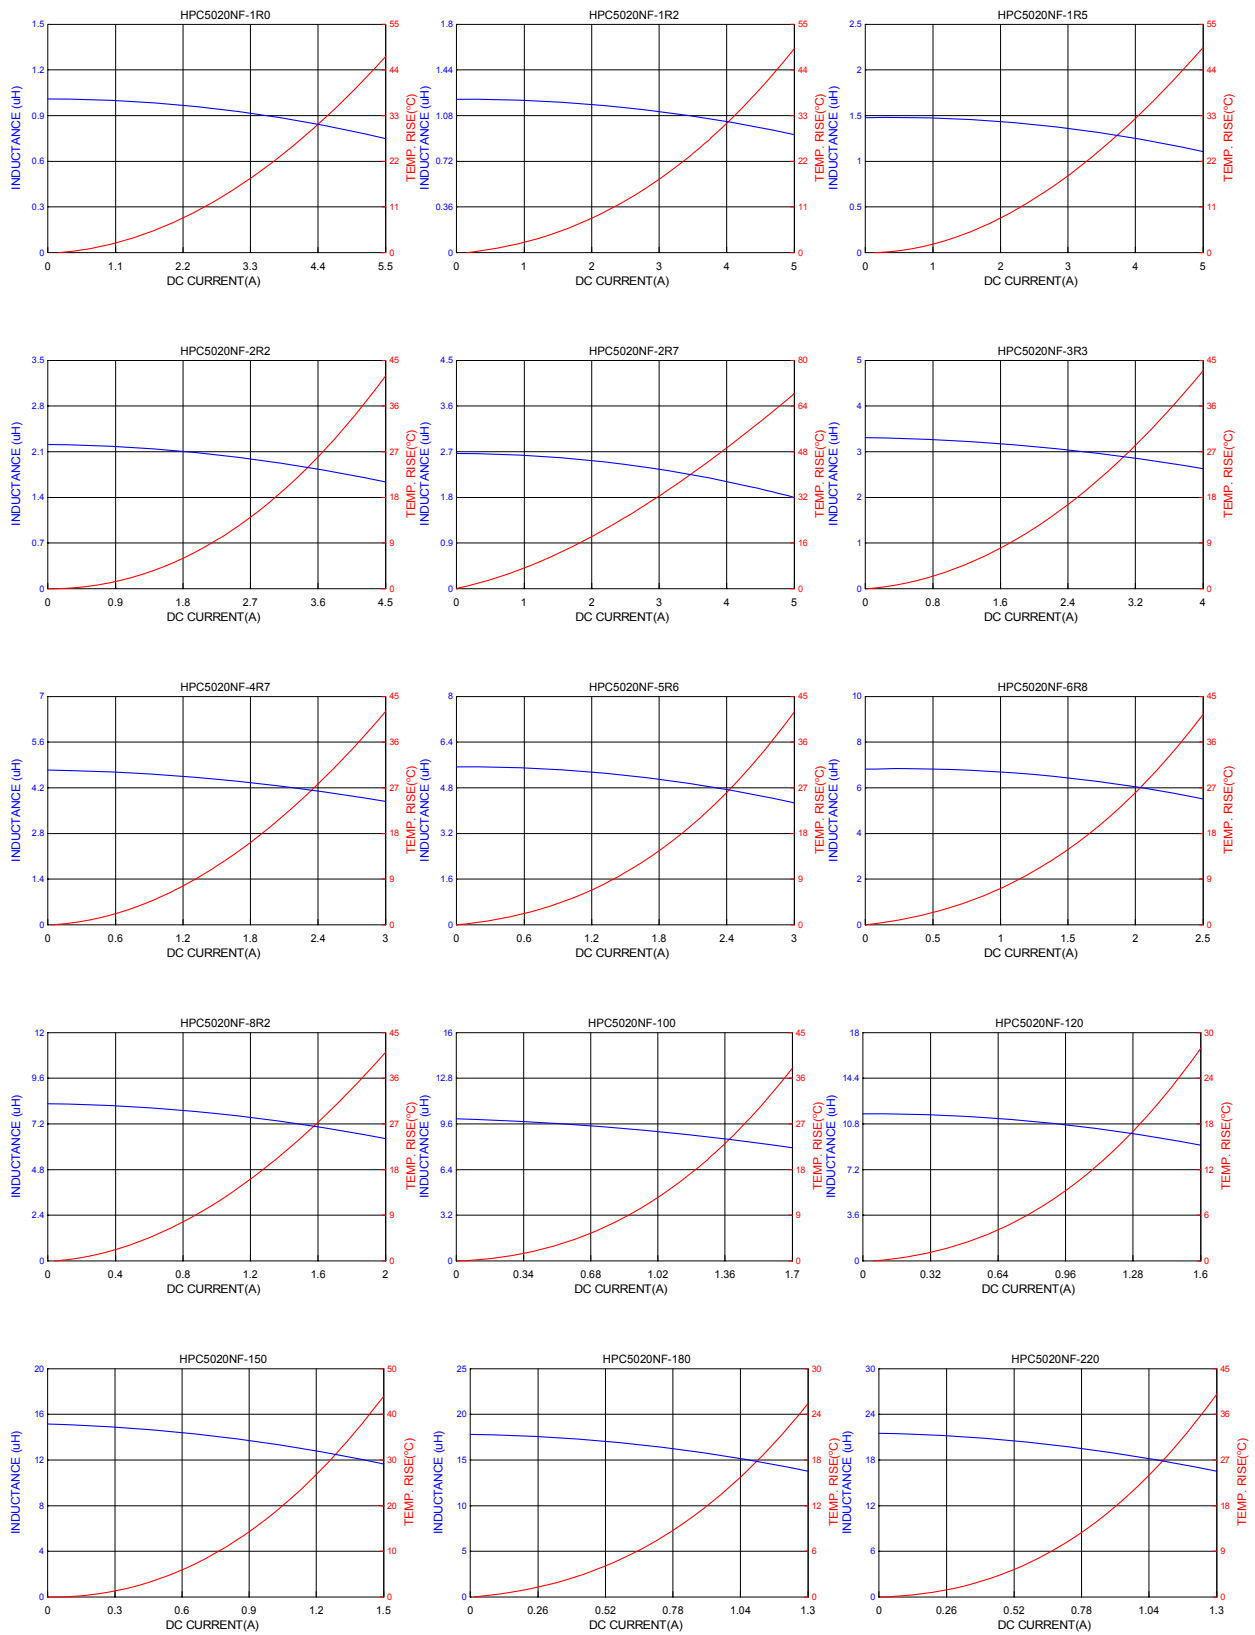 HPC5020NF-1R0
HPC5020NF-1R2
HPC5020NF-1R5
1.5 55 1.8 55 2.5 55
1.2 44 1.44 44 2 44
0.9 33 1.08 33 1.5 33
0.6 22 0.72 22 1 22
0.3 11 0.36 11 0.5 11
0 0 0 0 0 0
INDUCTANCE (uH) TEMP. RISE(ºC) INDUCTANCE (uH) TEMP. RISE(ºC) INDUCTANCE (uH) TEMP. RISE(ºC)
0 1.1 2.2 3.3 4.4 5.5 0 1 2 3 4 5 0 1 2 3 4 5
DC CURRENT(A) DC CURRENT(A) DC CURRENT(A)
HPC5020NF-2R2
HPC5020NF-2R7
HPC5020NF-3R3
3.5 45 4.5 80 5 45
2.8 36 3.6 64 4 36
2.1 27 2.7 48 3 27
1.4 18 1.8 32 2 18
0.7 9 0.9 16 1 9
0 0 0 0 0 0
INDUCTANCE (uH) TEMP. RISE(ºC) INDUCTANCE (uH) TEMP. RISE(ºC) INDUCTANCE (uH) TEMP. RISE(ºC)
0 0.9 1.8 2.7 3.6 4.5 0 1 2 3 4 5 0 0.8 1.6 2.4 3.2 4
DC CURRENT(A) DC CURRENT(A) DC CURRENT(A)
HPC5020NF-4R7
HPC5020NF-5R6
HPC5020NF-6R8
7 45 8 45 10 45
5.6 36 6.4 36 8 36
4.2 27 4.8 27 6 27
2.8 18 3.2 18 4 18
1.4 9 1.6 9 2 9
0 0 0 0 0 0
INDUCTANCE (uH) TEMP. RISE(ºC) INDUCTANCE (uH) TEMP. RISE(ºC) INDUCTANCE (uH) TEMP. RISE(ºC)
0 0.6 1.2 1.8 2.4 3 0 0.6 1.2 1.8 2.4 3 0 0.5 1 1.5 2 2.5
DC CURRENT(A) DC CURRENT(A) DC CURRENT(A)
HPC5020NF-8R2
HPC5020NF-100
HPC5020NF-120
12 45 16 45 18 30
9.6 36 12.8 36 14.4 24
7.2 27 9.6 27 10.8 18
4.8 18 6.4 18 7.2 12
2.4 9 3.2 9 3.6 6
0 0 0 0 0 0
INDUCTANCE (uH) TEMP. RISE(ºC) INDUCTANCE (uH) TEMP. RISE(ºC) INDUCTANCE (uH) TEMP. RISE(ºC)
0 0.4 0.8 1.2 1.6 2 0 0.34 0.68 1.02 1.36 1.7 0 0.32 0.64 0.96 1.28 1.6
DC CURRENT(A) DC CURRENT(A) DC CURRENT(A)
HPC5020NF-150
HPC5020NF-180
HPC5020NF-220
20 50 25 30 30 45
16 40 20 24 24 36
12 30 15 18 18 27
8 20 10 12 12 18
4 10 5 6 6 9
0 0 0 0 0 0
INDUCTANCE (uH) TEMP. RISE(ºC) INDUCTANCE (uH) TEMP. RISE(ºC) INDUCTANCE (uH) TEMP. RISE(ºC)
0 0.3 0.6 0.9 1.2 1.5 0 0.26 0.52 0.78 1.04 1.3 0 0.26 0.52 0.78 1.04 1.3
DC CURRENT(A) DC CURRENT(A) DC CURRENT(A)